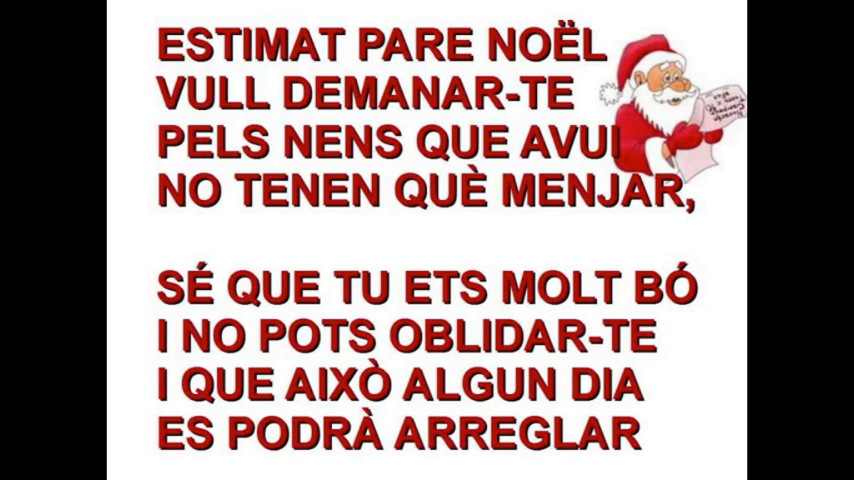 ESTIMAT PARE NOËL
VULL DEMANAR-TE
PELS NENS QUE AVUI
NO TENEN QUÈ MENJAR,
SÉ QUE TU ETS MOLT BÓ
I NO POTS OBLIDAR-TE
I QUE AIXÒ ALGUN DIA
ES PODRÀ ARREGLAR